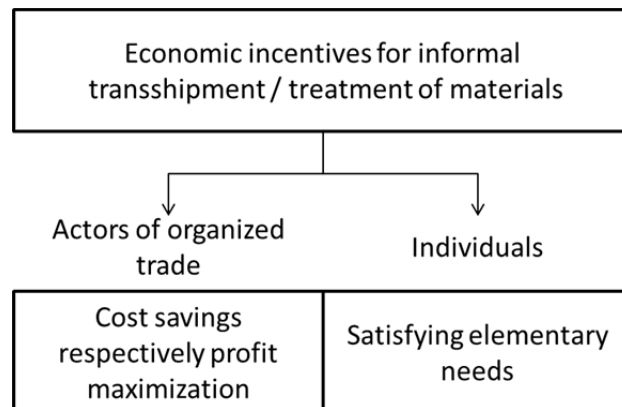 Economic incentives for informal
transshipment / treatment of materials
Actors of organized
trade
Individuals
Cost savings
respectively profit
maximization
Satisfying elementary
needs